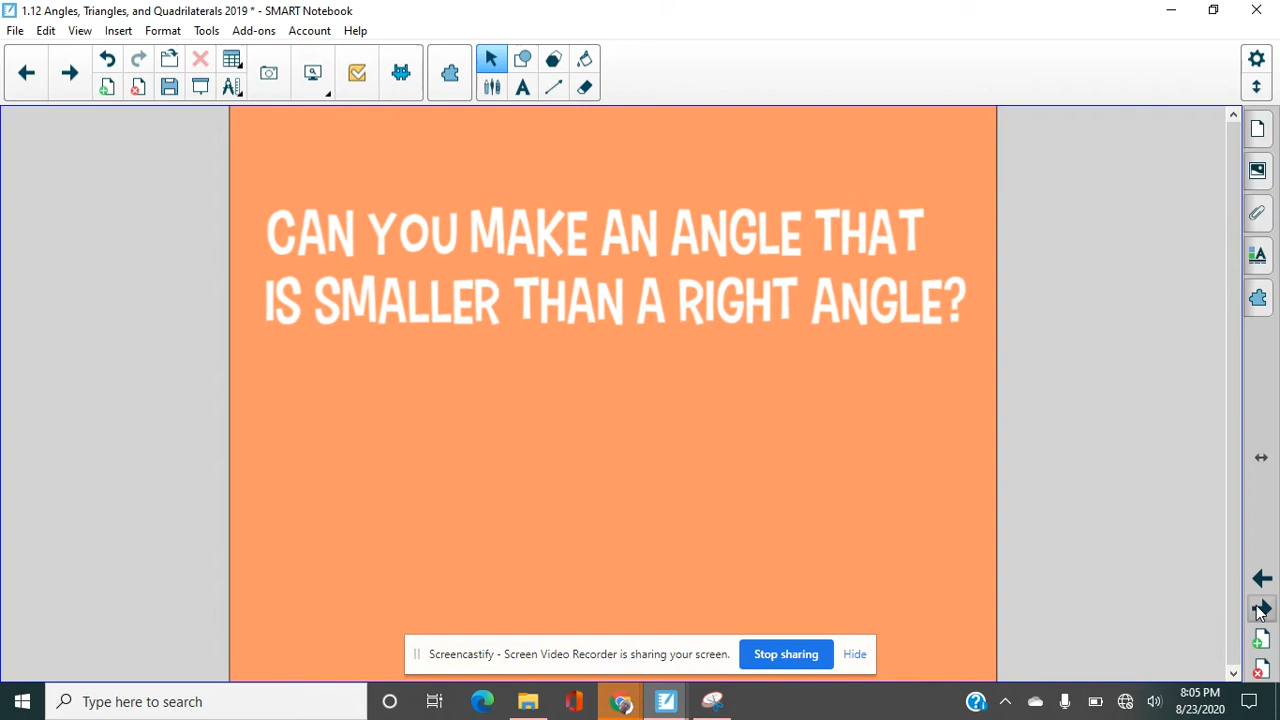 1.12 Angles, Triangles, and Quadrilaterals 2019 * - SMART Notebook
File Edit View Insert Format Tools Add-ons Account Help
CAN YOU MAKE AN ANGLE THAT
IS SMALLER THAN A RIGHT ANGLE?
Screencastify - Screen Video Recorder is sharing your screen. Stop sharing Hide
Type here to search
8:05 PM
8/23/2020